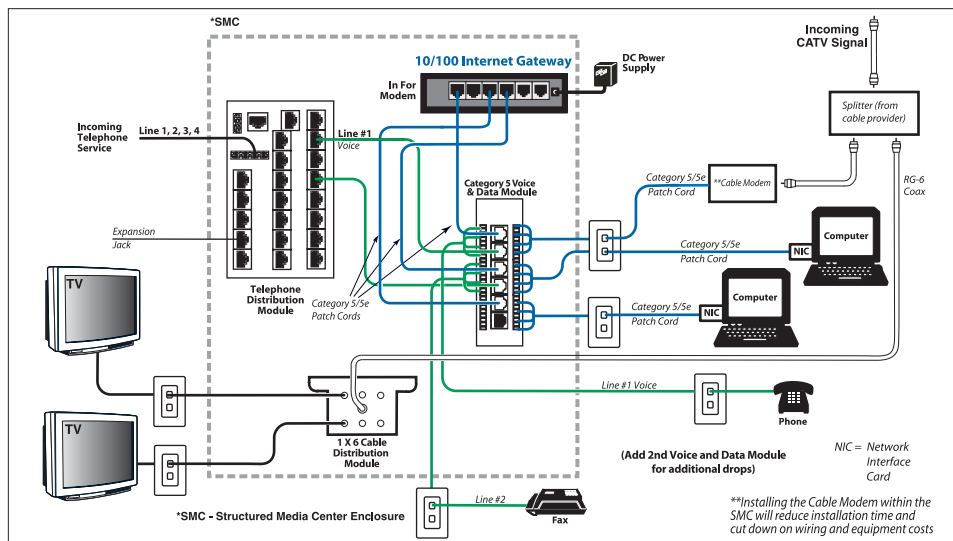 *SMC
Incoming
CATV Signal
10/100 Internet Gateway
DC Power
Supply
In For
Modem
Splitter (from
cable provider)
Incoming
Telephone
Service
Line 1, 2, 3, 4
Line #1
Voice
Category 5 Voice
& Data Module
Category 5/5e
Patch Cord
**Cable Modem
RG-6
Coax
Expansion
Jack
Category 5/5e
Patch Cord
NIC
Computer
Telephone
Distribution
Module
Category 5/5e
Patch Cords
Category 5/5e
Patch Cord
NIC
Computer
TV
Line #1 Voice
Phone
TV
1 X 6 Cable
Distribution
Module
(Add 2nd Voice and Data Module
for additional drops)
NIC = Network
Interface
Card
*SMC - Structured Media Center Enclosure
Line #2
Fax
**Installing the Cable Modem within the
SMC will reduce installation time and
cut down on wiring and equipment costs